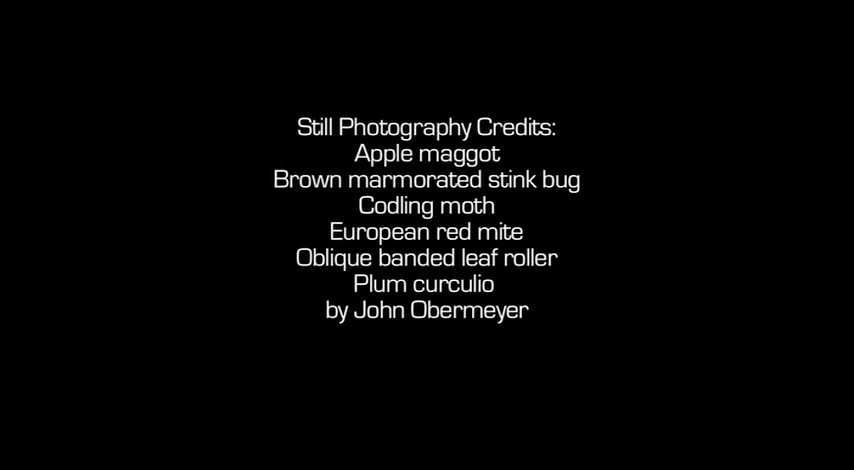 Still Photography Credits:
Apple maggot
Brown marmorated stink bug
Codling moth
European red mite
Oblique banded leaf roller
Plum curculio
by John Obermeyer